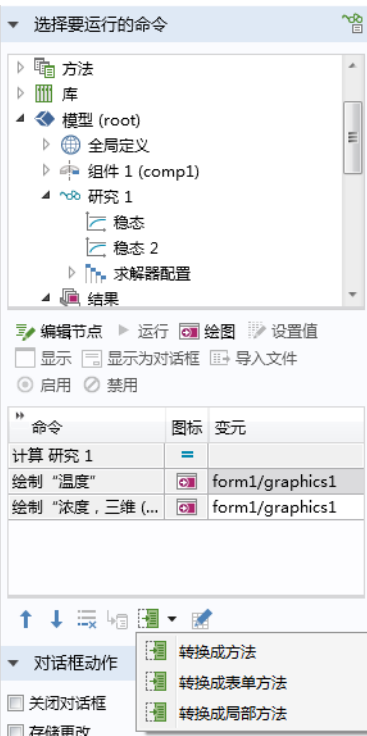 选择要运行的命令
方法
库
模型 (root)
全局定义
组件 1 (comp1)
研究 1
稳态
稳态 2
求解器配置
结果
编辑节点 运行 绘图 设置值
显示 显示为对话框 导入文件
启用 禁用
命令 图标 变元
计算 研究 1
绘制 “温度” form1/graphics1
绘制 “浓度 , 三维 (... form1/graphics1
转换成方法
对话框动作
转换成表单方法
关闭对话框
转换成局部方法
存储更改